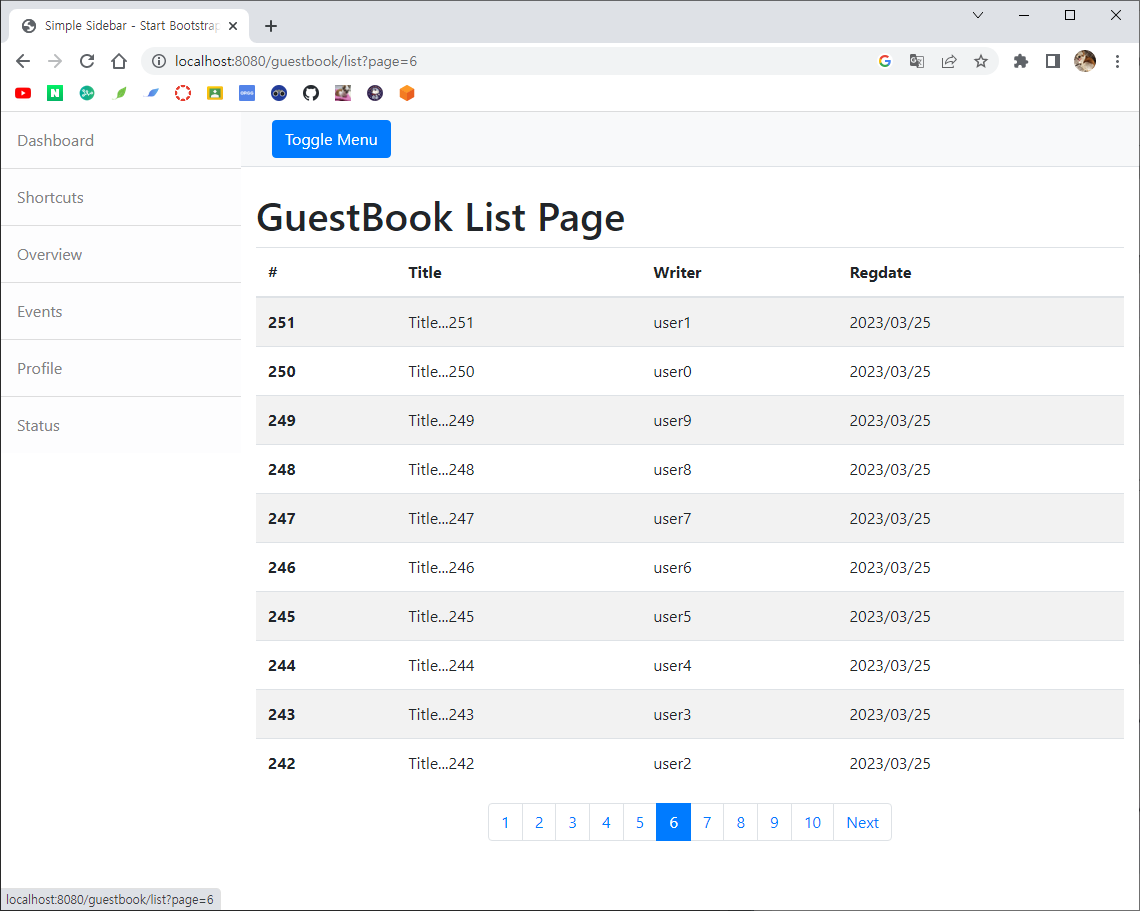 Simple Sidebar - Start Bootstrap
localhost:8080/guestbook/list?page=6
Dashboard
Shortcuts
Overview
Events
Profile
Status
Toggle Menu
GuestBook List Page
# Title Writer Regdate
251 Title...251 user1 2023/03/25
250 Title...250 user0 2023/03/25
249 Title...249 user9 2023/03/25
248 Title...248 user8 2023/03/25
247 Title...247 user7 2023/03/25
246 Title...246 user6 2023/03/25
245 Title...245 user5 2023/03/25
244 Title...244 user4 2023/03/25
243 Title...243 user3 2023/03/25
242 Title...242 user2 2023/03/25
1 2 3 4 5 6 7 8 9 10 Next
localhost:8080/guestbook/list?page=6